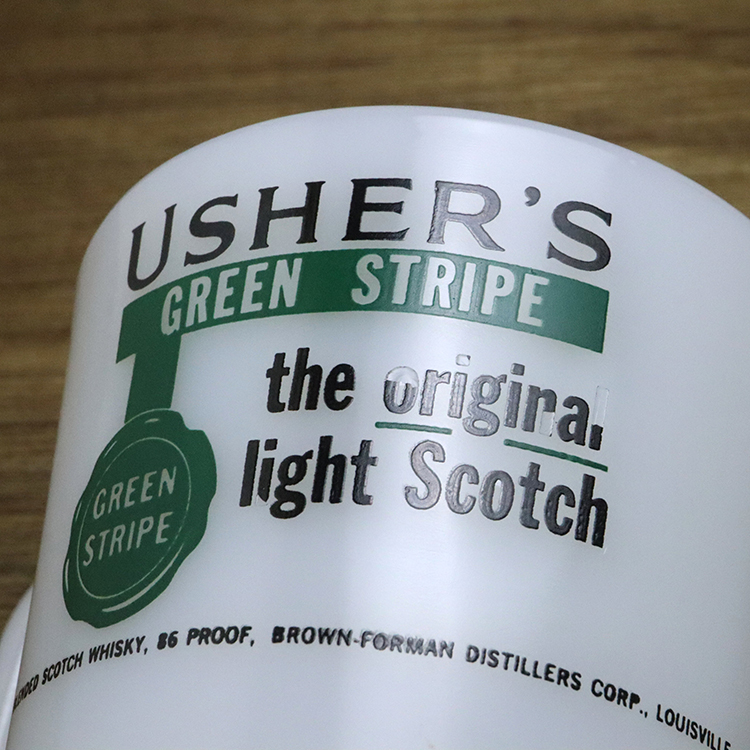 USHER'S
GREEN STRIPE
the original
light Scotch
GREEN
STRIPE
SCOTCH WHISKY, 86 PROOF, BROWN-FORMAN DISTILLERS CORP., LOUISVILLE